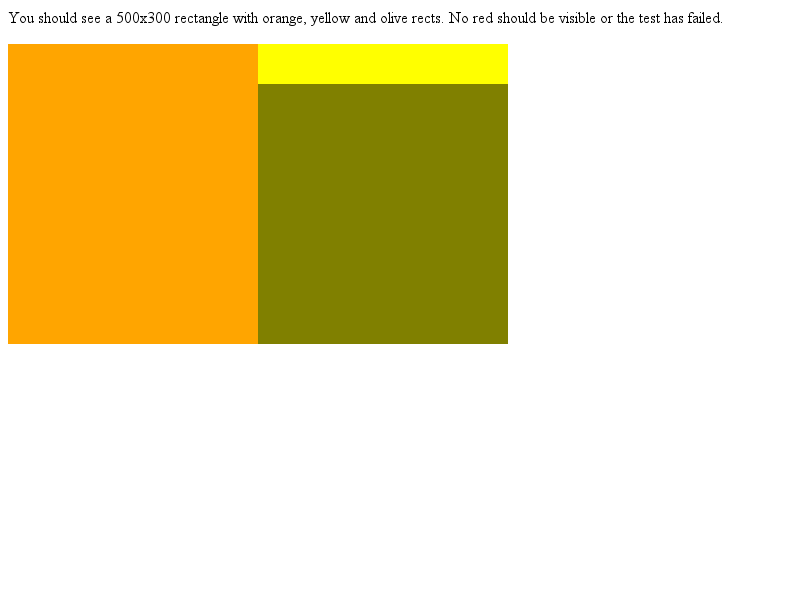 You should see a 500x300 rectangle with orange, yellow and olive rects. No red should be visible or the test has failed.